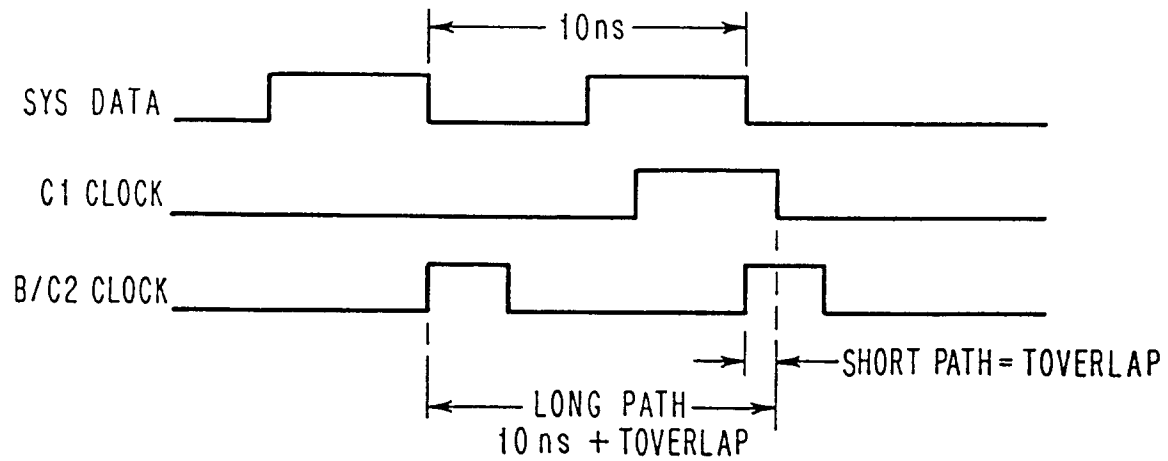 10ns
SYS DATA
C1 CLOCK
B/C2 CLOCK
SHORT PATH = TOVERLAP
LONG PATH
10 ns + TOVERLAP